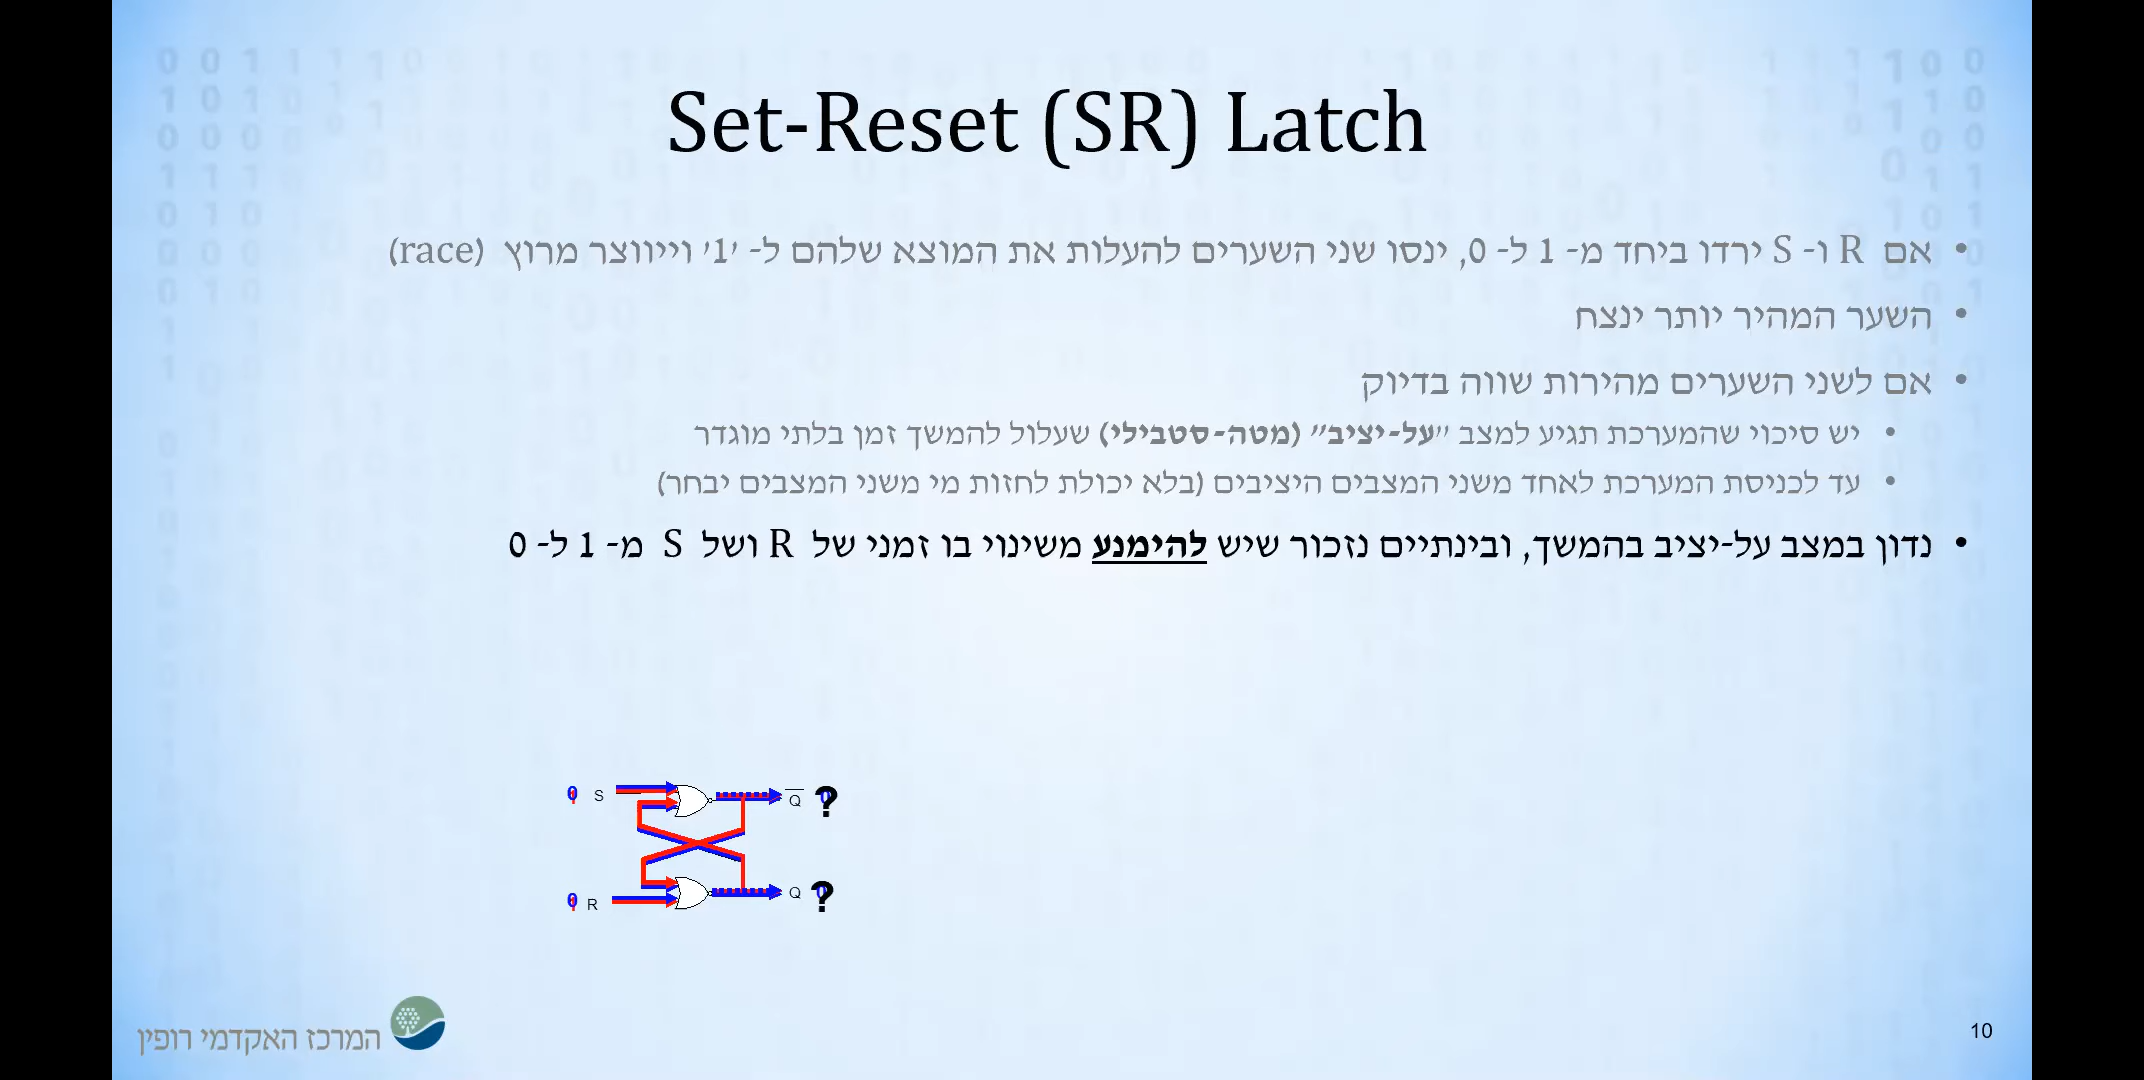 Set-Reset (SR) Latch
• אם R ו- S ירדו ביחד מ- 1 ל- 0, ינסו שני השערים להעלות את המוצא שלהם ל- '1' וייווצר מרוץ (race)
• השער המהיר יותר ינצח
• אם לשני השערים מהירות שווה בדיוק
• יש סיכוי שהמערכת תגיע למצב "על-יציב" (מטה-סטבילי) שעלול להמשך זמן בלתי מוגדר
• עד לכניסת המערכת לאחד משני המצבים היציבים (בלא יכולת לחזות מי משני המצבים יבחר)
• נדון במצב על-יציב בהמשך, ובינתיים נזכור שיש להימנע משינוי בו זמני של R ושל S מ- 1 ל- 0
0 S Q ?
0 R Q ?
המרכז האקדמי רופין
10